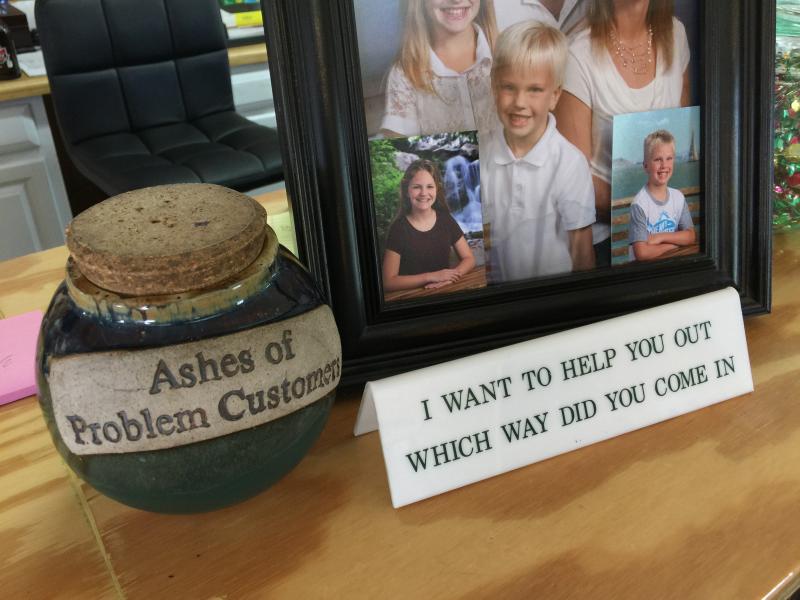 Ashes of
Problem Customers
I WANT TO HELP YOU OUT
WHICH WAY DID YOU COME IN